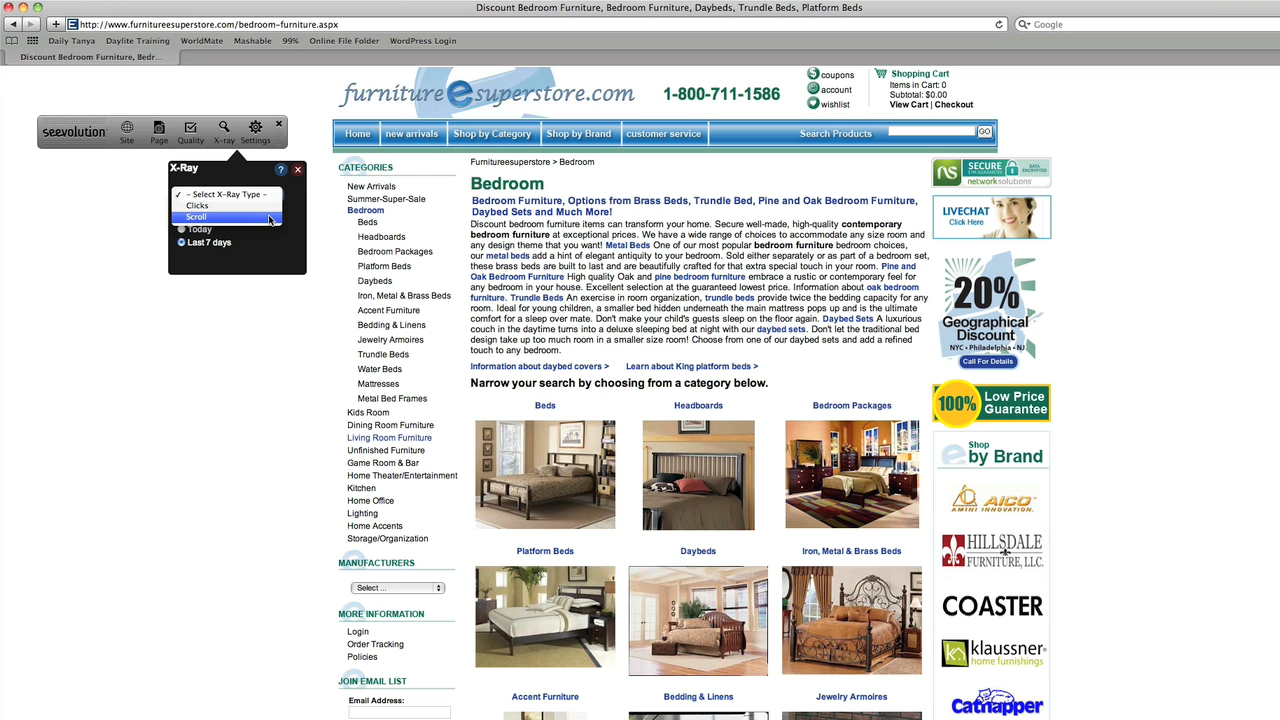 Discount Bedroom Furniture, Bedroom Furniture, Daybeds, Trundle Beds, Platform Beds
http://www.furnitureesuperstore.com/bedroom-furniture.aspx
Google
Daily Tanya Daylite Training WorldMate Mashable 99% Online File Folder WordPress Login
Discount Bedroom Furniture, Bedr...
furnitureesuperstore.com
1-800-711-1586
coupons
account
wishlist
Shopping Cart
Items in Cart: 0
Subtotal: $0.00
View Cart | Checkout
Home new arrivals Shop by Category Shop by Brand customer service Search Products GO
seevolution
Site Page Quality X-ray Settings
X-Ray
- Select X-Ray Type -
Clicks
Scroll
Today
Last 7 days
CATEGORIES
New Arrivals
Summer-Super-Sale
Bedroom
Beds
Headboards
Bedroom Packages
Platform Beds
Daybeds
Iron, Metal & Brass Beds
Accent Furniture
Bedding & Linens
Jewelry Armoires
Trundle Beds
Water Beds
Mattresses
Metal Bed Frames
Kids Room
Dining Room Furniture
Living Room Furniture
Unfinished Furniture
Game Room & Bar
Home Theater/Entertainment
Kitchen
Home Office
Lighting
Home Accents
Storage/Organization
MANUFACTURERS
Select ...
MORE INFORMATION
Login
Order Tracking
Policies
JOIN EMAIL LIST
Email Address:
Furnitureesuperstore > Bedroom
Bedroom
Bedroom Furniture, Options from Brass Beds, Trundle Bed, Pine and Oak Bedroom Furniture,
Daybed Sets and Much More!
Discount bedroom furniture items can transform your home. Secure well-made, high-quality contemporary
bedroom furniture at exceptional prices. We have a wide range of choices to accommodate any size room and
any design theme that you want! Metal Beds One of our most popular bedroom furniture bedroom choices,
our metal beds add a hint of elegant antiquity to your bedroom. Sold either separately or as part of a bedroom set,
these brass beds are built to last and are beautifully crafted for that extra special touch in your room. Pine and
Oak Bedroom Furniture High quality Oak and pine bedroom furniture embrace a rustic or contemporary feel for
any bedroom in your house. Excellent selection at the guaranteed lowest price. Information about oak bedroom
furniture. Trundle Beds An exercise in room organization, trundle beds provide twice the bedding capacity for any
room. Ideal for young children, a smaller bed hidden underneath the main mattress pops up and is the ultimate
comfort for a sleep over mate. Don't make your child's guests sleep on the floor again. Daybed Sets A luxurious
couch in the daytime turns into a deluxe sleeping bed at night with our daybed sets. Don't let the traditional bed
design take up too much room in a smaller size room! Choose from one of our daybed sets and add a refined
touch to any bedroom.
Information about daybed covers > Learn about King platform beds >
Narrow your search by choosing from a category below.
Beds Headboards Bedroom Packages
Platform Beds Daybeds Iron, Metal & Brass Beds
Accent Furniture Bedding & Linens Jewelry Armoires
SECURE
DATA ENCRYPTED
networksolutions
LIVECHAT
Click Here
20%
Geographical
Discount
NYC • Philadelphia • NJ
Call For Details
100% Low Price
Guarantee
Shop
by Brand
AICO
AMINI INNOVATION.
HILLSDALE
FURNITURE, LLC.
COASTER
klaussner
home furnishings
Catnapper